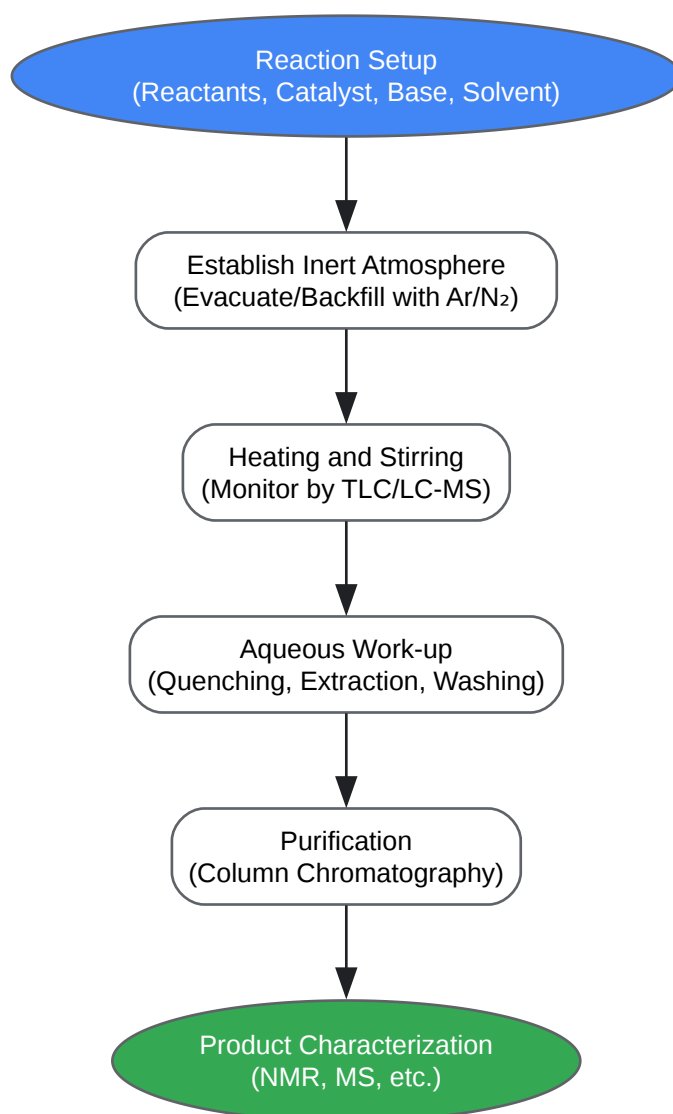 Reaction Setup
(Reactants, Catalyst, Base, Solvent)
Establish Inert Atmosphere
(Evacuate/Backfill with Ar/N₂)
Heating and Stirring
(Monitor by TLC/LC-MS)
Aqueous Work-up
(Quenching, Extraction, Washing)
Purification
(Column Chromatography)
Product Characterization
(NMR, MS, etc.)